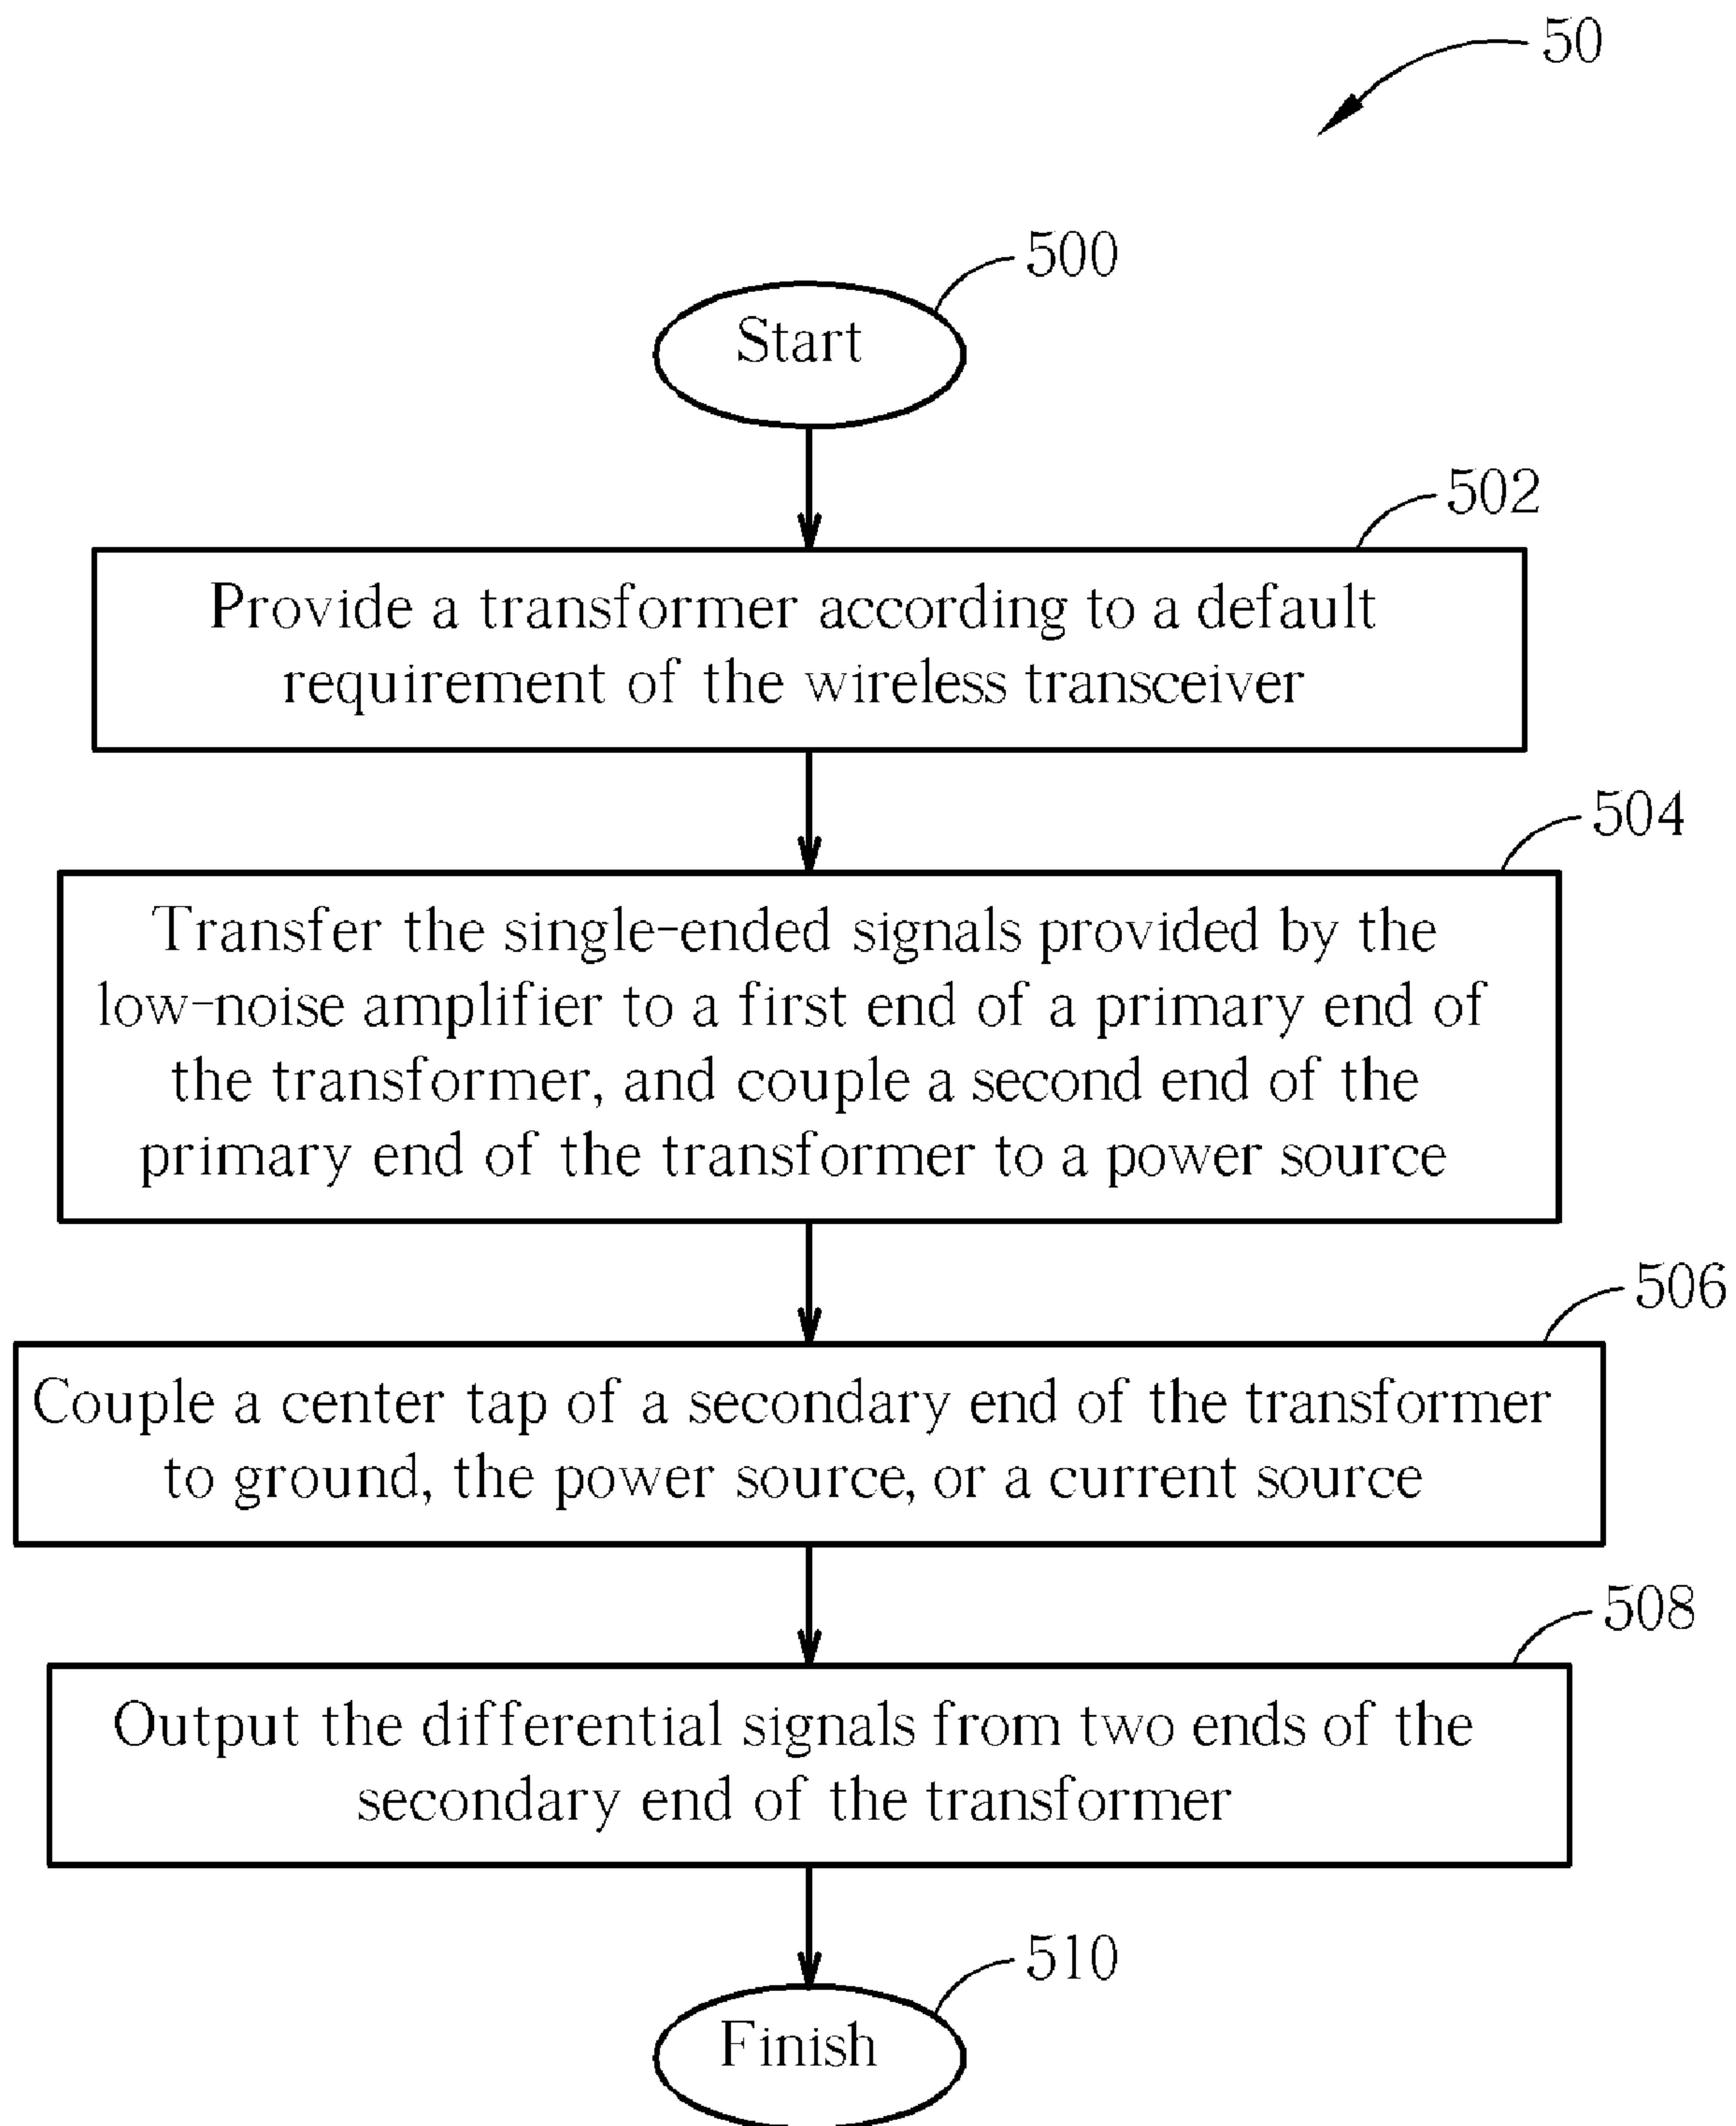 50
500
Start
502
Provide a transformer according to a default
requirement of the wireless transceiver
504
Transfer the single-ended signals provided by the
low-noise amplifier to a first end of a primary end of
the transformer, and couple a second end of the
primary end of the transformer to a power source
506
Couple a center tap of a secondary end of the transformer
to ground, the power source, or a current source
508
Output the differential signals from two ends of the
secondary end of the transformer
510
Finish